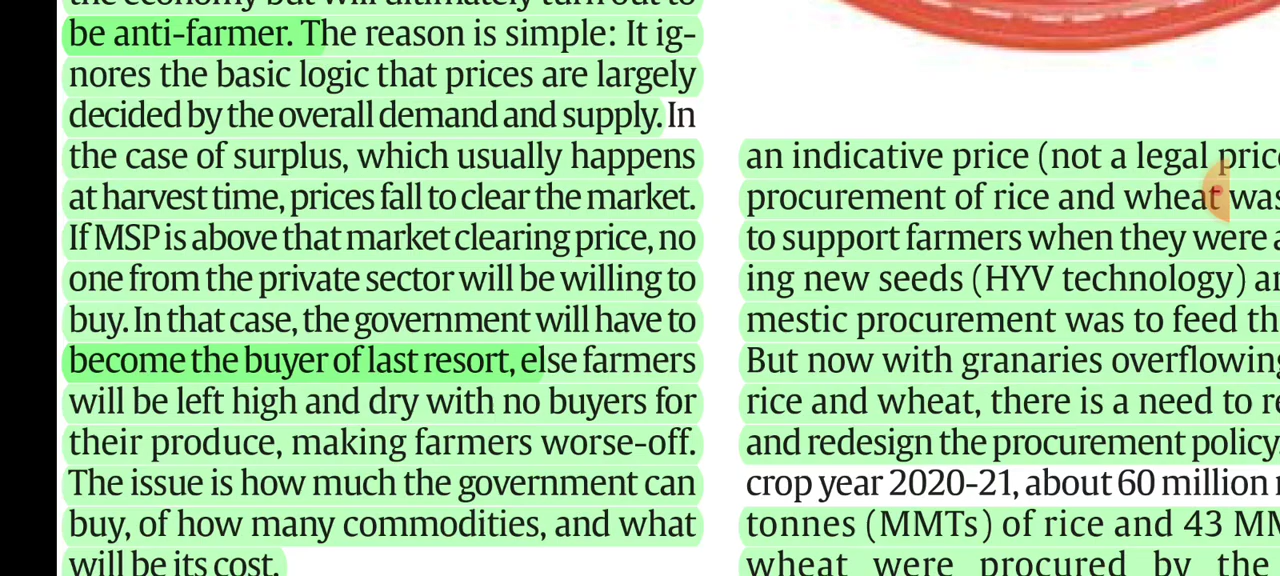 the economy but will ultimately turn out to
be anti-farmer. The reason is simple: It ig-
nores the basic logic that prices are largely
decided by the overall demand and supply. In
the case of surplus, which usually happens
at harvest time, prices fall to clear the market.
If MSP is above that market clearing price, no
one from the private sector will be willing to
buy. In that case, the government will have to
become the buyer of last resort, else farmers
will be left high and dry with no buyers for
their produce, making farmers worse-off.
The issue is how much the government can
buy, of how many commodities, and what
will be its cost.
an indicative price (not a legal
procurement of rice and wheat was
to support farmers when they were
ing new seeds (HYV technology)
mestic procurement was to feed
But now with granaries overflowing
rice and wheat, there is a need to
and redesign the procurement policy.
crop year 2020-21, about 60 million
tonnes (MMTs) of rice and 43
wheat were procured by the